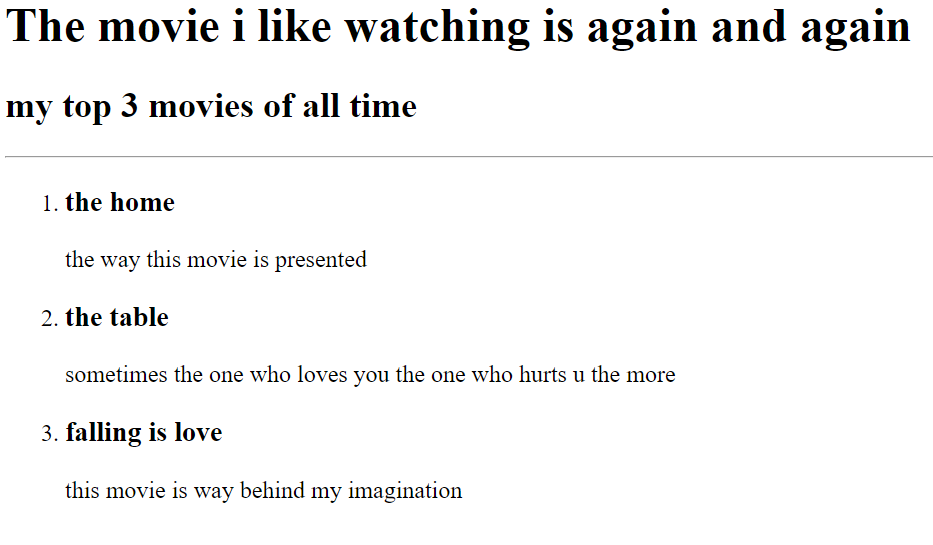 The movie i like watching is again and again
my top 3 movies of all time
1. the home
the way this movie is presented
2. the table
sometimes the one who loves you the one who hurts u the more
3. falling is love
this movie is way behind my imagination